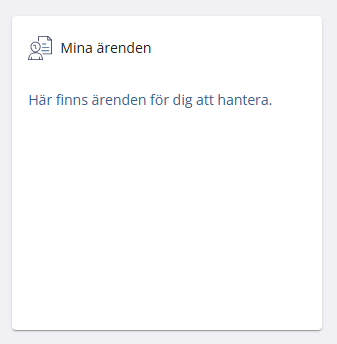 Mina ärenden
Här finns ärenden för dig att hantera.